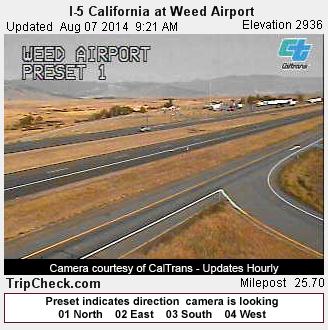 I-5 California at Weed Airport
Updated Aug 07 2014 9:21 AM Elevation 2936
WEED AIRPORT
PRESET 1
ct
Caltrans
Camera courtesy of CalTrans - Updates Hourly
TripCheck.com Milepost 25.70
Preset indicates direction camera is looking
01 North 02 East 03 South 04 West